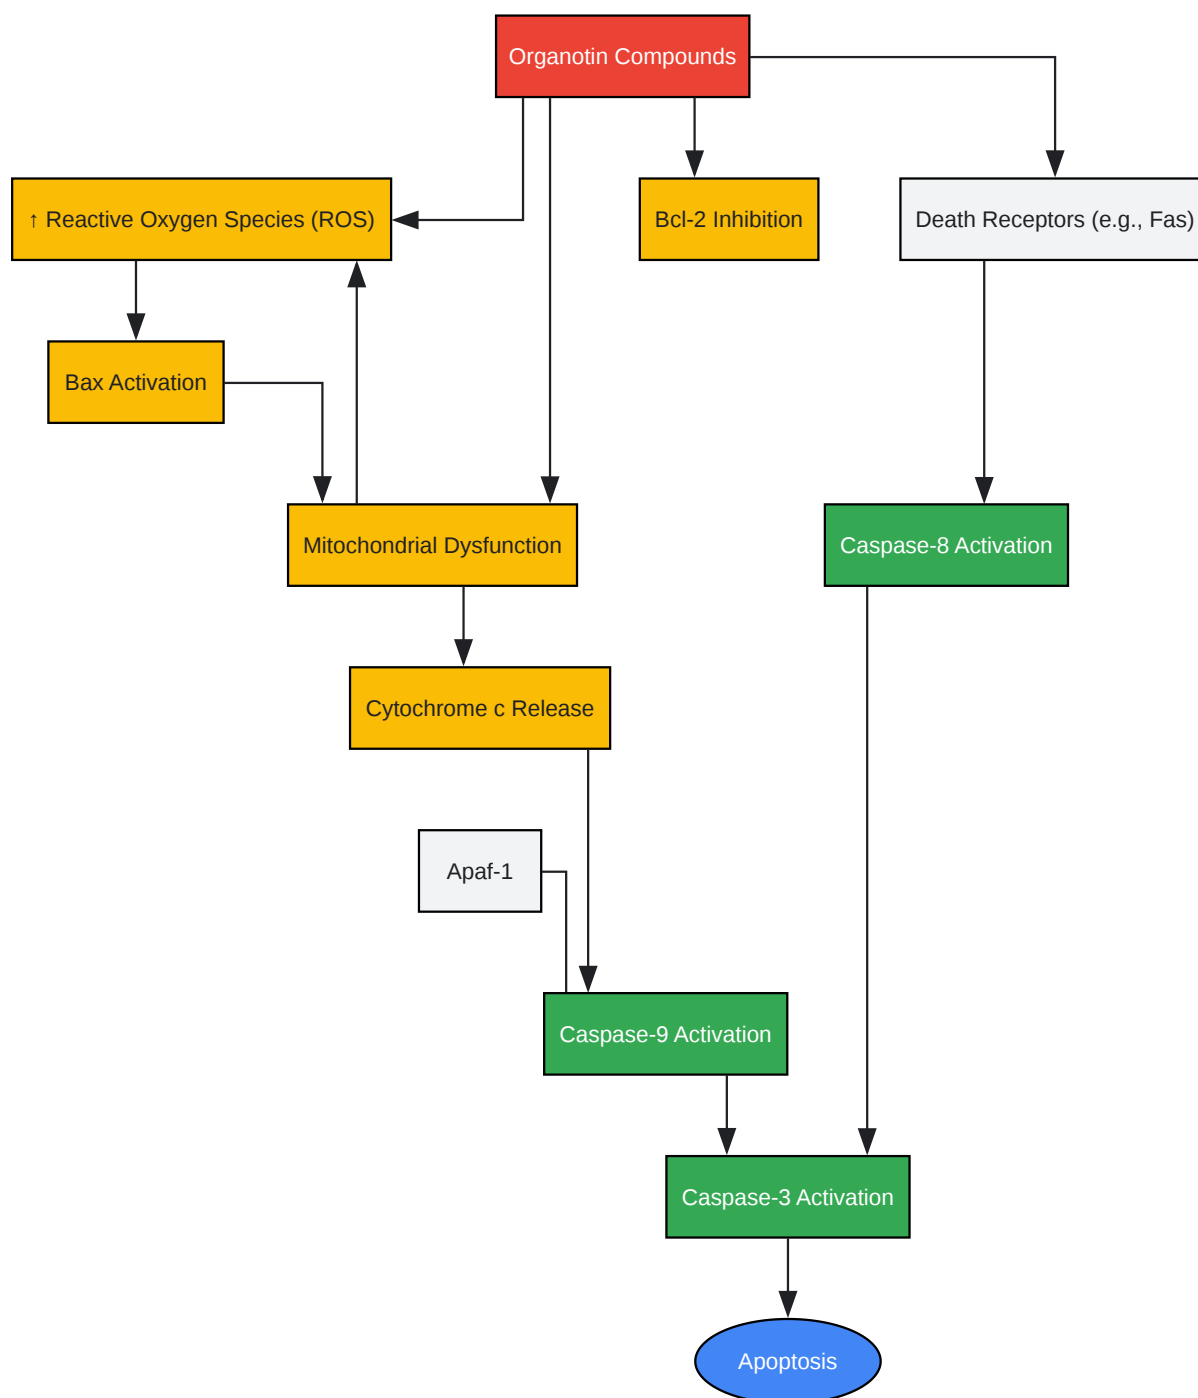 Organotin Compounds
↑ Reactive Oxygen Species (ROS)
Bcl-2 Inhibition
Death Receptors (e.g., Fas)
Bax Activation
Mitochondrial Dysfunction
Caspase-8 Activation
Cytochrome c Release
Apaf-1
Caspase-9 Activation
Caspase-3 Activation
Apoptosis